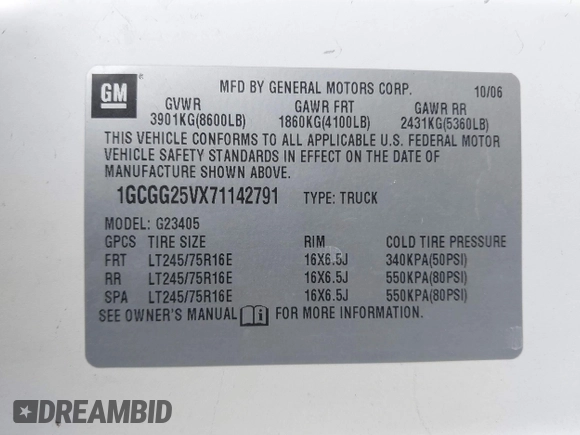 GM
MFD BY GENERAL MOTORS CORP. 10/06
GVWR GAWR FRT GAWR RR
3901KG(8600LB) 1860KG(4100LB) 2431KG(5360LB)
THIS VEHICLE CONFORMS TO ALL APPLICABLE U.S. FEDERAL MOTOR
VEHICLE SAFETY STANDARDS IN EFFECT ON THE DATE OF
MANUFACTURE SHOWN ABOVE.
1GCGG25VX71142791 TYPE: TRUCK
MODEL: G23405
GPCS TIRE SIZE RIM COLD TIRE PRESSURE
FRT LT245/75R16E 16X6.5J 340KPA(50PSI)
RR LT245/75R16E 16X6.5J 550KPA(80PSI)
SPA LT245/75R16E 16X6.5J 550KPA(80PSI)
SEE OWNER'S MANUAL FOR MORE INFORMATION.
DREAMBID